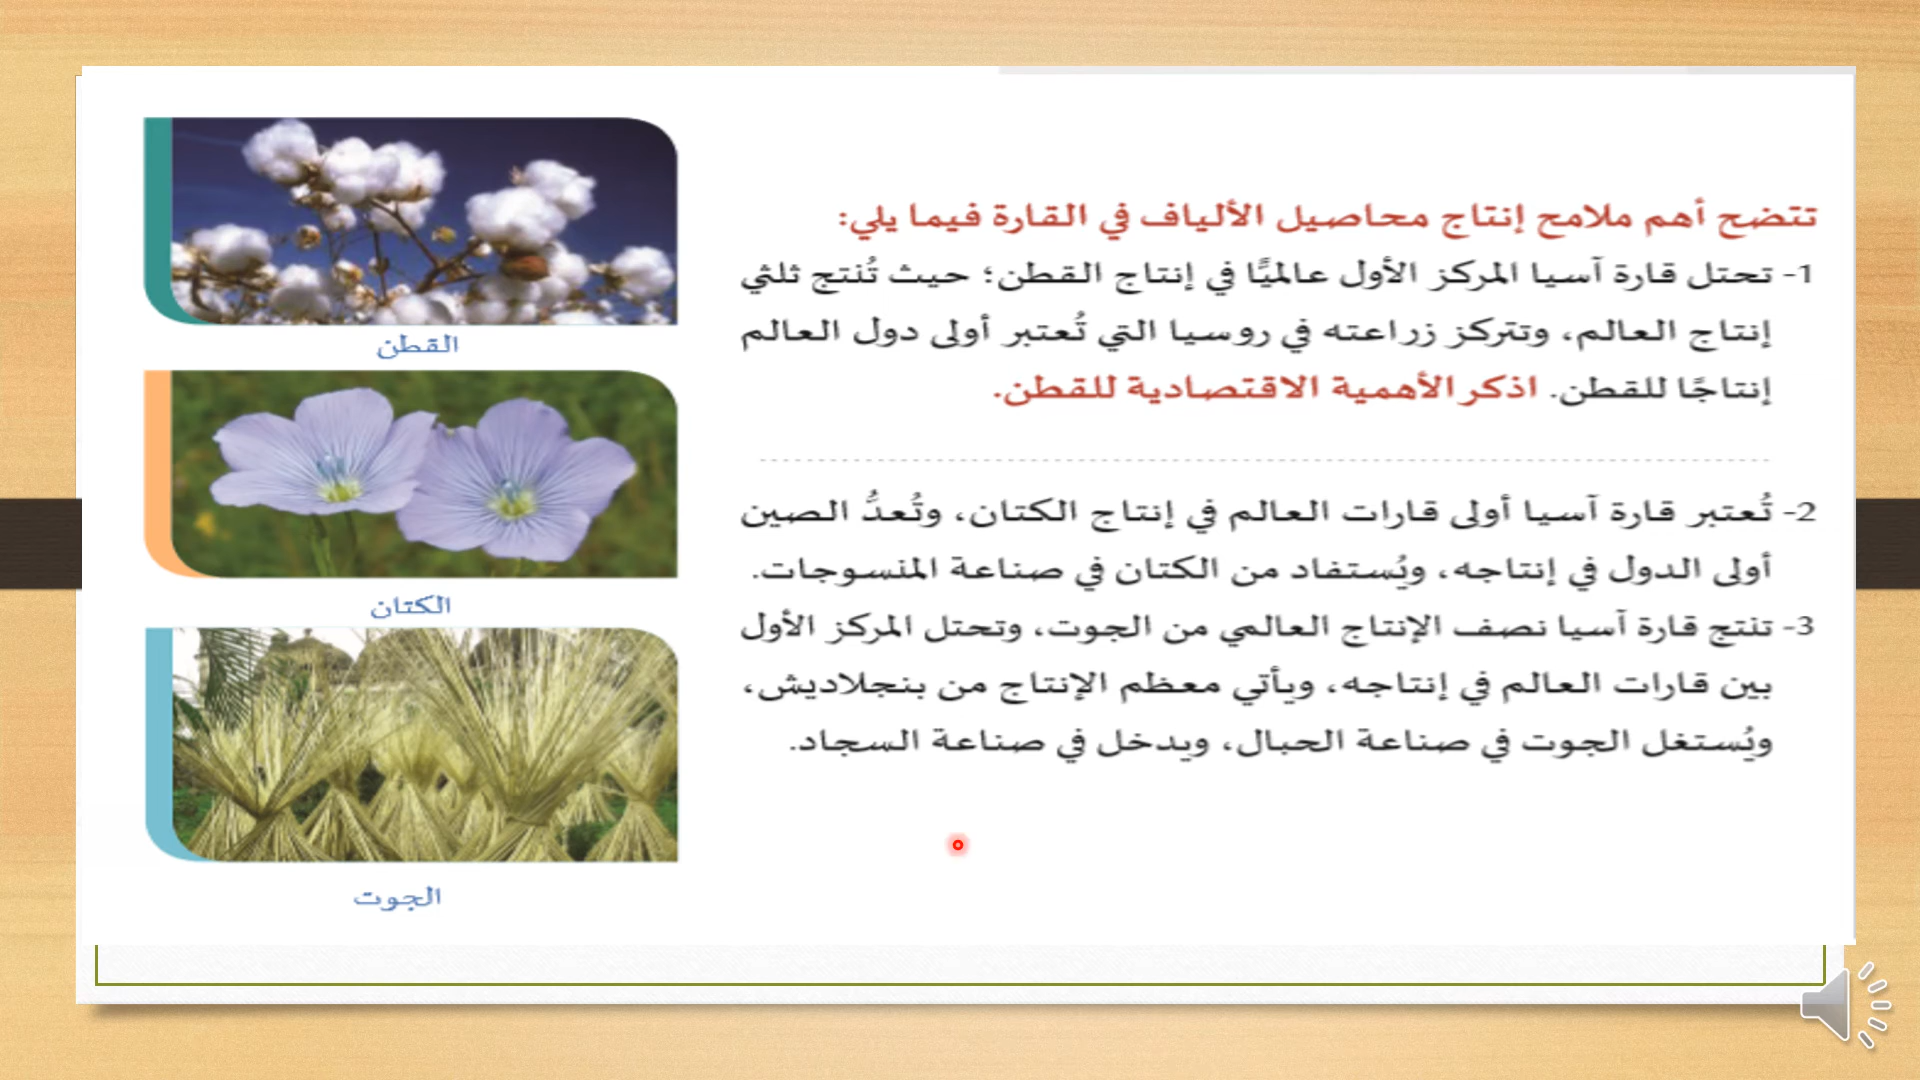 تتضح أهم ملامح إنتاج محاصيل الألياف في القارة فيما يلي:
1- تحتل قارة آسيا المركز الأول عالميًّا في إنتاج القطن؛ حيث تُنتج ثلثي
إنتاج العالم، وتتركز زراعته في روسيا التي تُعتبر أولى دول العالم
إنتاجًا للقطن. اذكر الأهمية الاقتصادية للقطن.
2- تُعتبر قارة آسيا أولى قارات العالم في إنتاج الكتان، وتُعدُّ الصين
أولى الدول في إنتاجه، ويُستفاد من الكتان في صناعة المنسوجات.
3- تنتج قارة آسيا نصف الإنتاج العالمي من الجوت، وتحتل المركز الأول
بين قارات العالم في إنتاجه، ويأتي معظم الإنتاج من بنجلاديش،
ويُستغل الجوت في صناعة الحبال، ويدخل في صناعة السجاد.
القطن
الكتان
الجوت